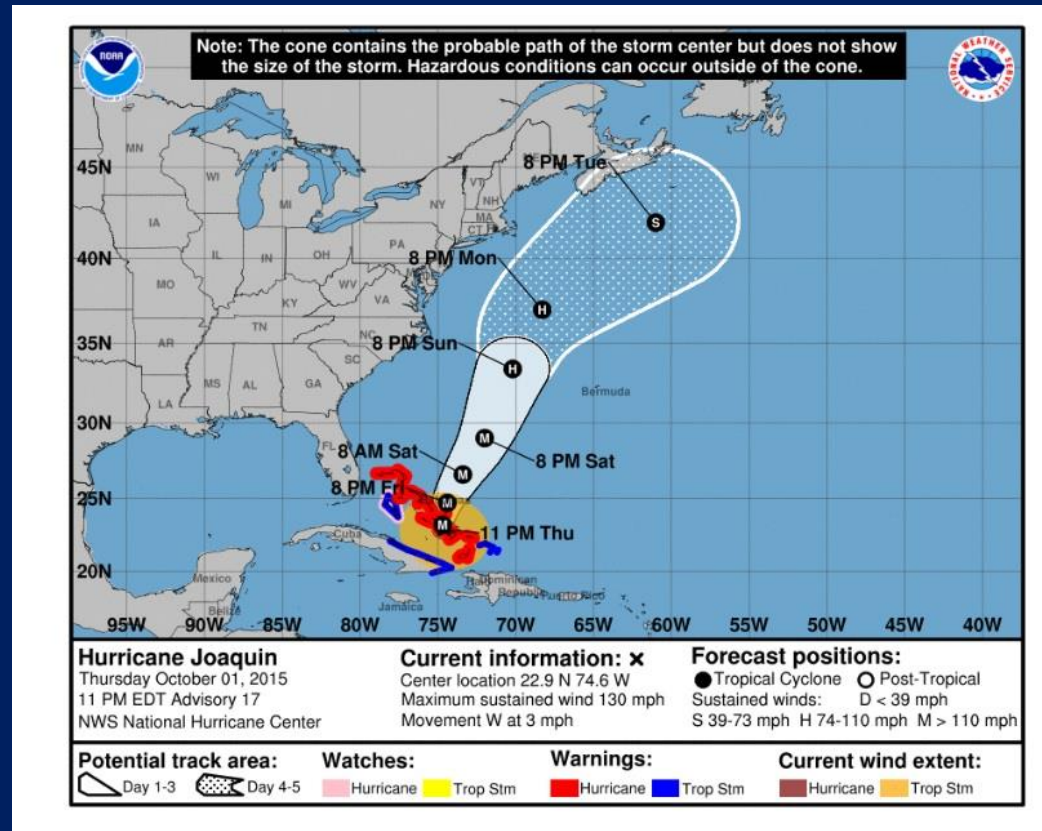 Note: The cone contains the probable path of the storm center but does not show
the size of the storm. Hazardous conditions can occur outside of the cone.
NOAA
NATIONAL WEATHER SERVICE
45N
40N
35N
30N
25N
20N
95W 90W 85W 80W 75W 70W 65W 60W 55W 50W 45W 40W
MN
WI
MI
IA
IL
IN
OH
PA
NY
VT
NH
MA
CT
ME
MO
KY
WV
VA
TN
NC
AR
SC
MS
AL
GA
LA
FL
Bermuda
Mexico
Belize
Cuba
Jamaica
Haiti
Dominican
Republic
Puerto Rico
8 PM Tue
S
8 PM Mon
H
8 PM Sun
H
8 PM Sat
M
8 AM Sat
M
8 PM Fri
M
11 PM Thu
M
Hurricane Joaquin
Thursday October 01, 2015
11 PM EDT Advisory 17
NWS National Hurricane Center
Current information: ×
Center location 22.9 N 74.6 W
Maximum sustained wind 130 mph
Movement W at 3 mph
Forecast positions:
Tropical Cyclone Post-Tropical
Sustained winds: D < 39 mph
S 39-73 mph H 74-110 mph M > 110 mph
Potential track area:
Day 1-3 Day 4-5
Watches:
Hurricane Trop Stm
Warnings:
Hurricane Trop Stm
Current wind extent:
Hurricane Trop Stm